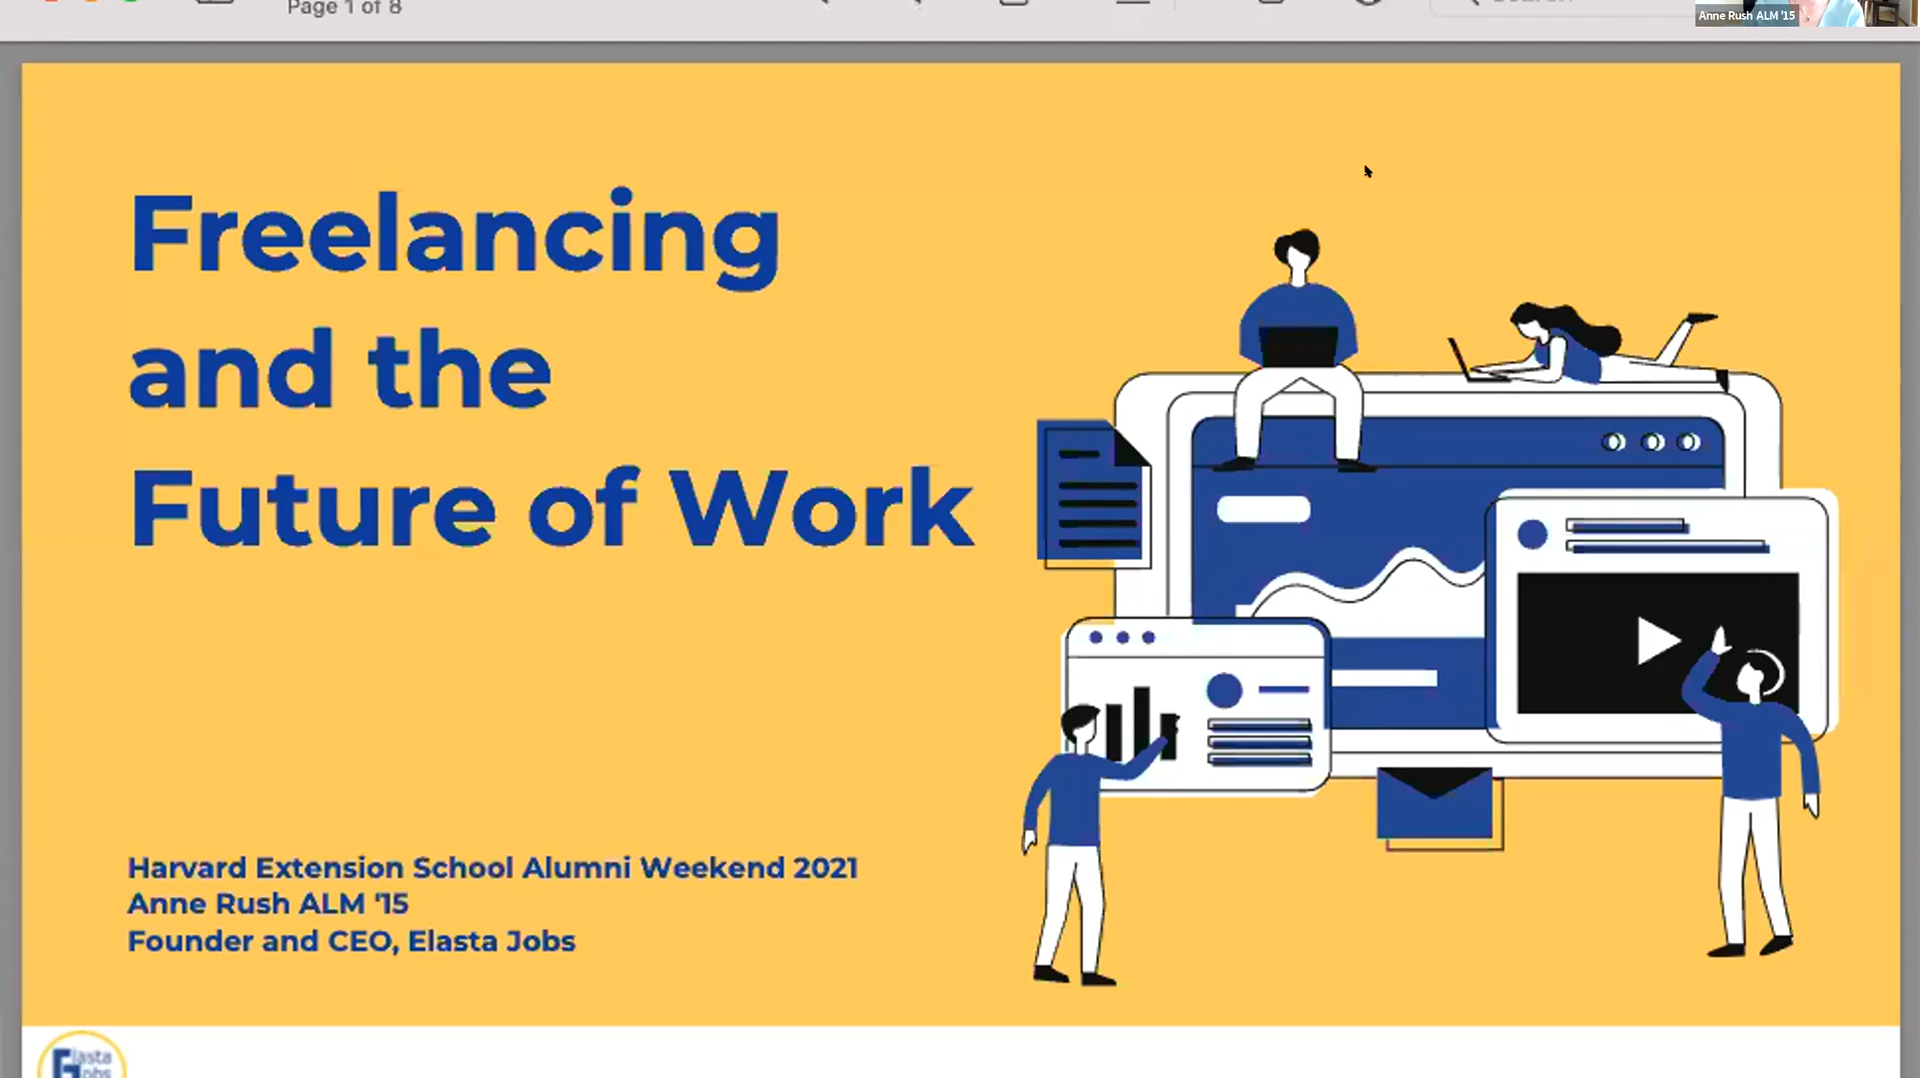 Page 1 of 8
Anne Rush ALM '15
Freelancing
and the
Future of Work
Harvard Extension School Alumni Weekend 2021
Anne Rush ALM '15
Founder and CEO, Elasta Jobs